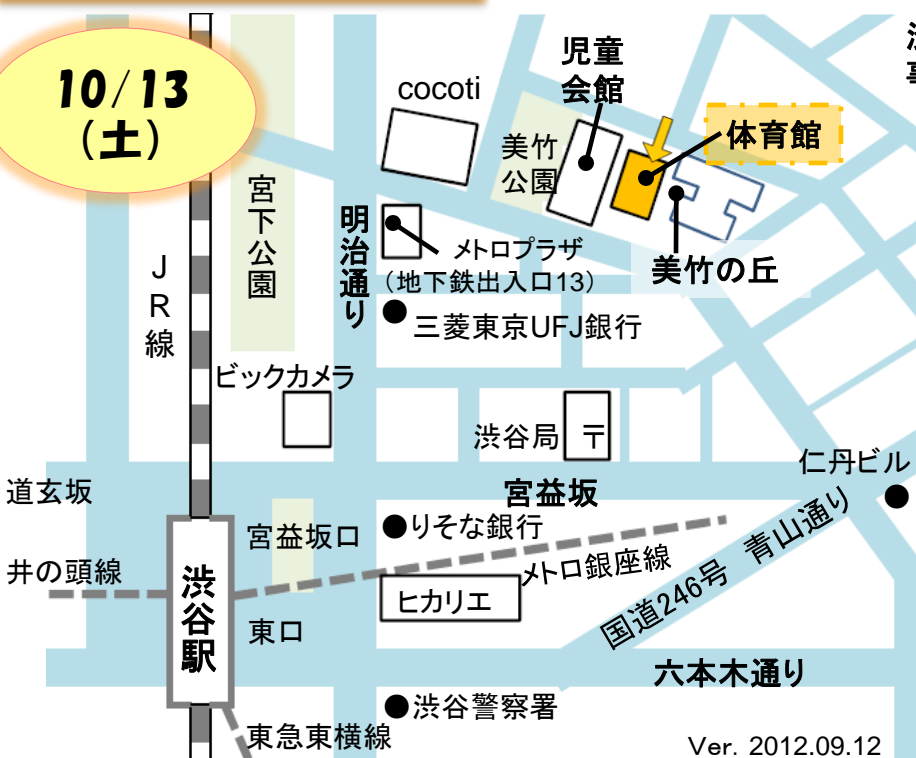 10/13
(土)
cocoti
児童
会館
体育館
美竹
公園
宮下公園
明治通り
メトロプラザ
(地下鉄出入口13)
美竹の丘
JR線
三菱東京UFJ銀行
ビックカメラ
渋谷局
〒
仁丹ビル
道玄坂
宮益坂
宮益坂口
りそな銀行
井の頭線
メトロ銀座線
国道246号 青山通り
渋谷駅
ヒカリエ
東口
六本木通り
渋谷警察署
東急東横線
Ver. 2012.09.12